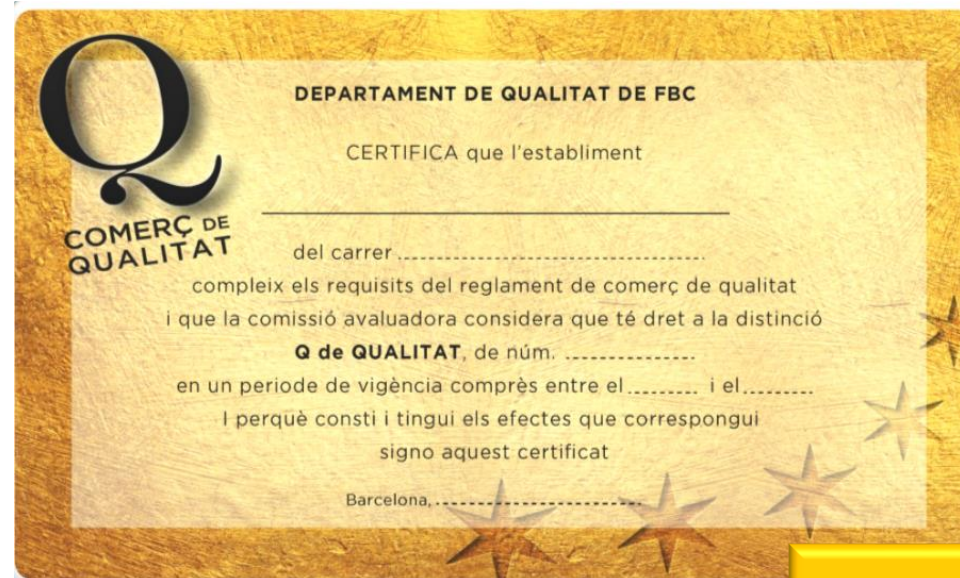 Q
COMERÇ DE
QUALITAT
DEPARTAMENT DE QUALITAT DE FBC
CERTIFICA que l'establiment
del carrer
compleix els requisits del reglament de comerç de qualitat
i que la comissió avaluadora considera que té dret a la distinció
Q de QUALITAT, de núm.
en un periode de vigència comprès entre el ........ i el ........
I perquè consti i tingui els efectes que correspongui
signo aquest certificat
Barcelona,